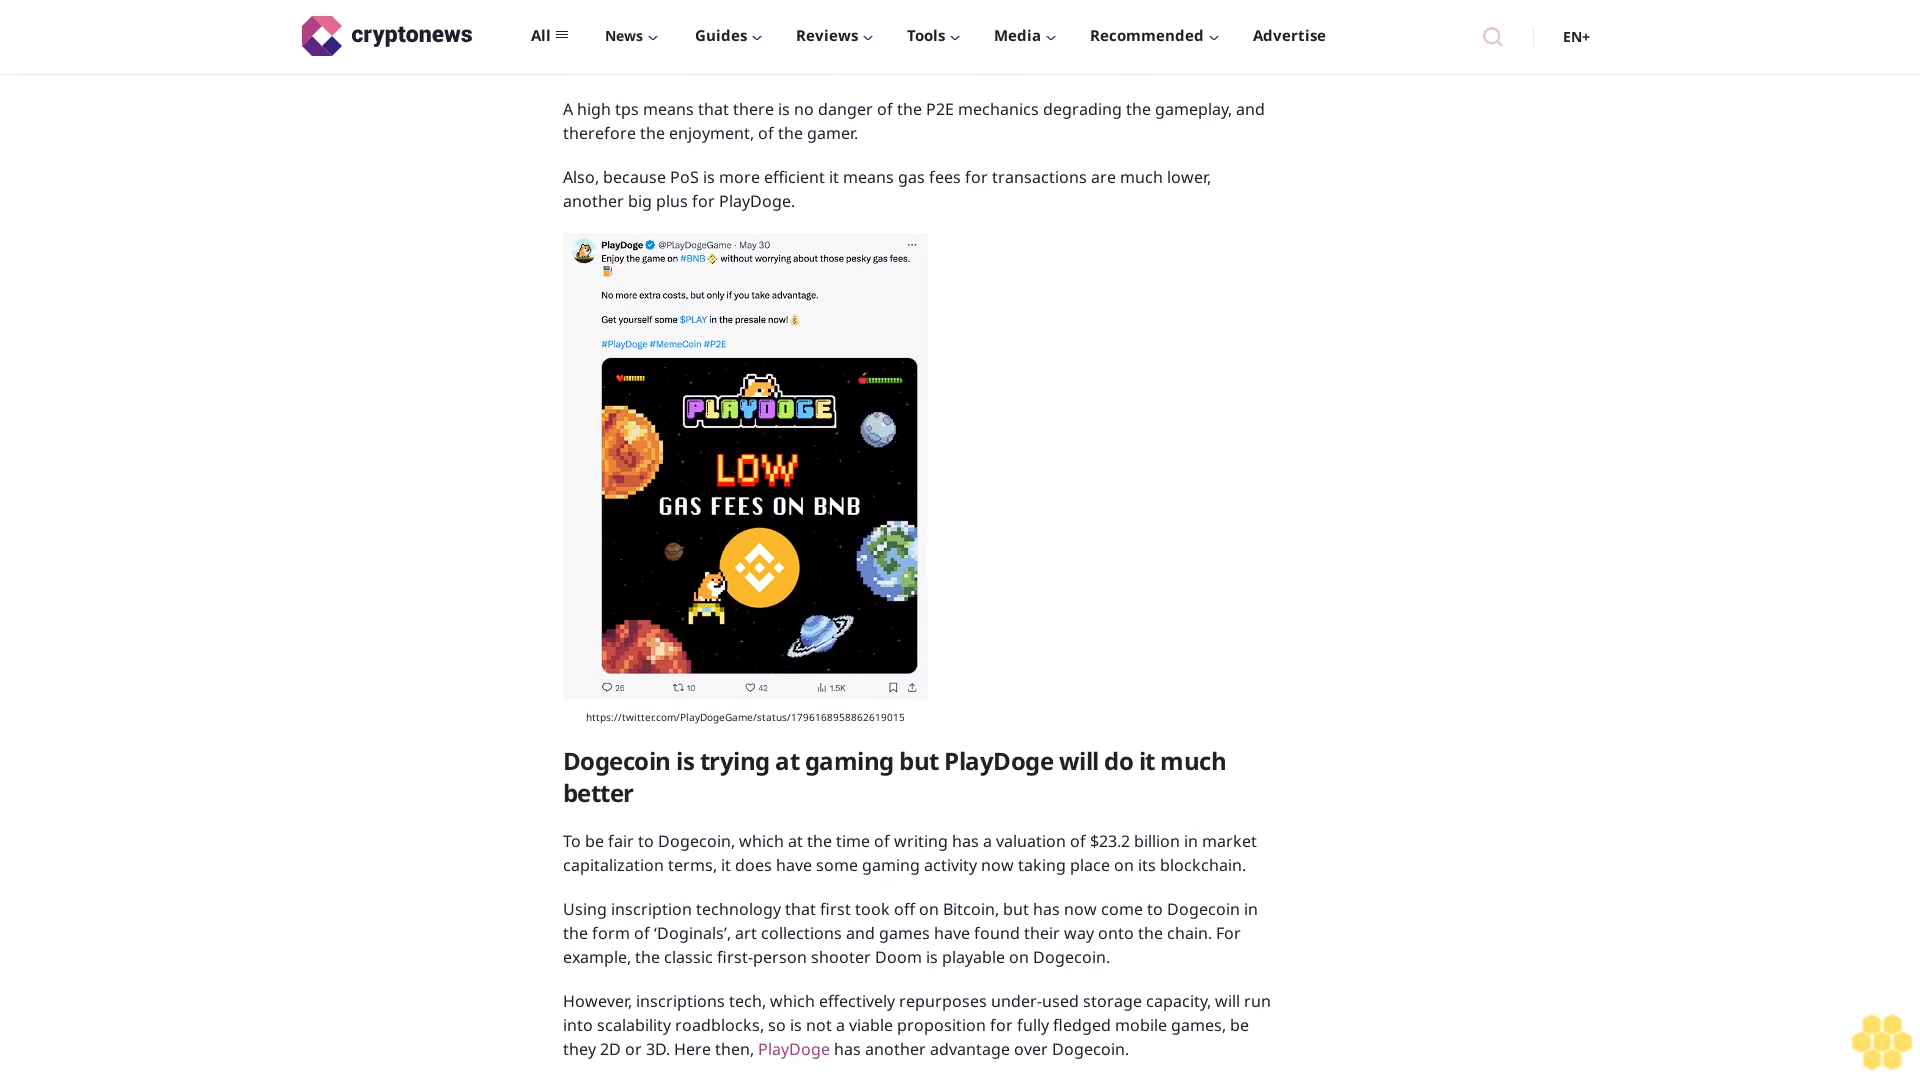 cryptonews
All
News
Guides
Reviews
Tools
Media
Recommended
Advertise
EN+
A high tps means that there is no danger of the P2E mechanics degrading the gameplay, and
therefore the enjoyment, of the gamer.
Also, because PoS is more efficient it means gas fees for transactions are much lower,
another big plus for PlayDoge.
PlayDoge @PlayDogeGame · May 30
Enjoy the game on #BNB without worrying about those pesky gas fees.
No more extra costs, but only if you take advantage.
Get yourself some $PLAY in the presale now!
#PlayDoge #MemeCoin #P2E
PLAYDOGE
LOW
GAS FEES ON BNB
26 10 42 1.5K
https://twitter.com/PlayDogeGame/status/1796168958862619015
Dogecoin is trying at gaming but PlayDoge will do it much
better
To be fair to Dogecoin, which at the time of writing has a valuation of $23.2 billion in market
capitalization terms, it does have some gaming activity now taking place on its blockchain.
Using inscription technology that first took off on Bitcoin, but has now come to Dogecoin in
the form of ‘Doginals’, art collections and games have found their way onto the chain. For
example, the classic first-person shooter Doom is playable on Dogecoin.
However, inscriptions tech, which effectively repurposes under-used storage capacity, will run
into scalability roadblocks, so is not a viable proposition for fully fledged mobile games, be
they 2D or 3D. Here then, PlayDoge has another advantage over Dogecoin.